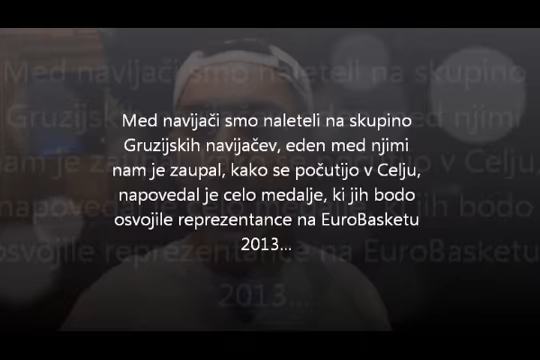 Med navijači smo naleteli na skupino
Gruzijskih navijačev, eden med njimi
nam je zaupal, kako se počutijo v Celju,
napovedal je celo medalje, ki jih bodo
osvojile reprezentance na EuroBasketu
2013...